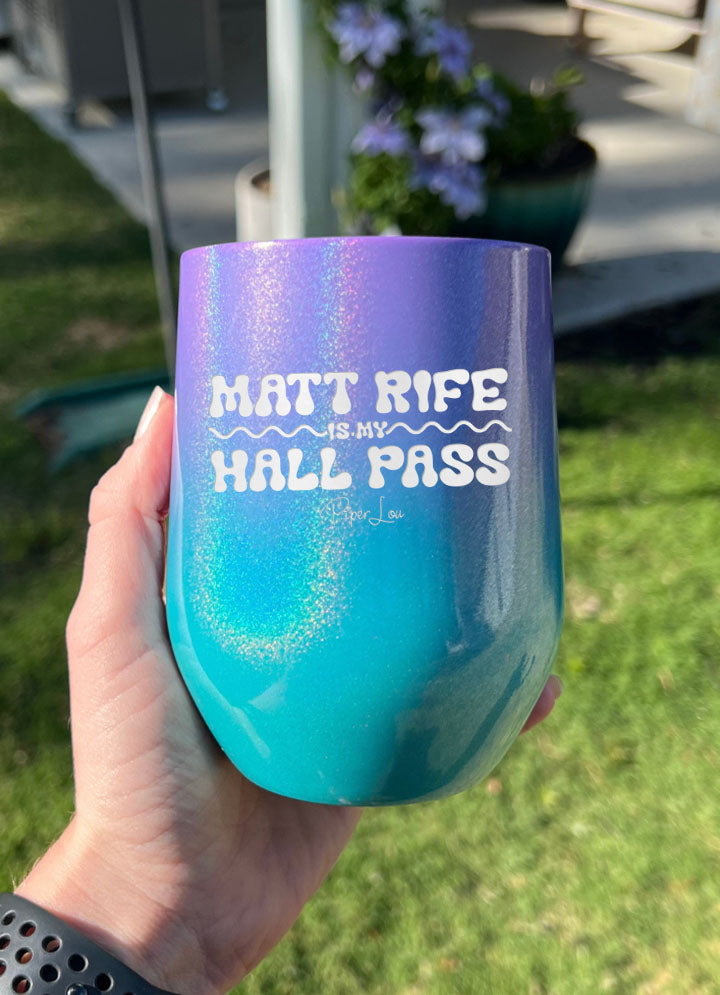 MATT RIFE
IS MY
HALL PASS
Piper Lou